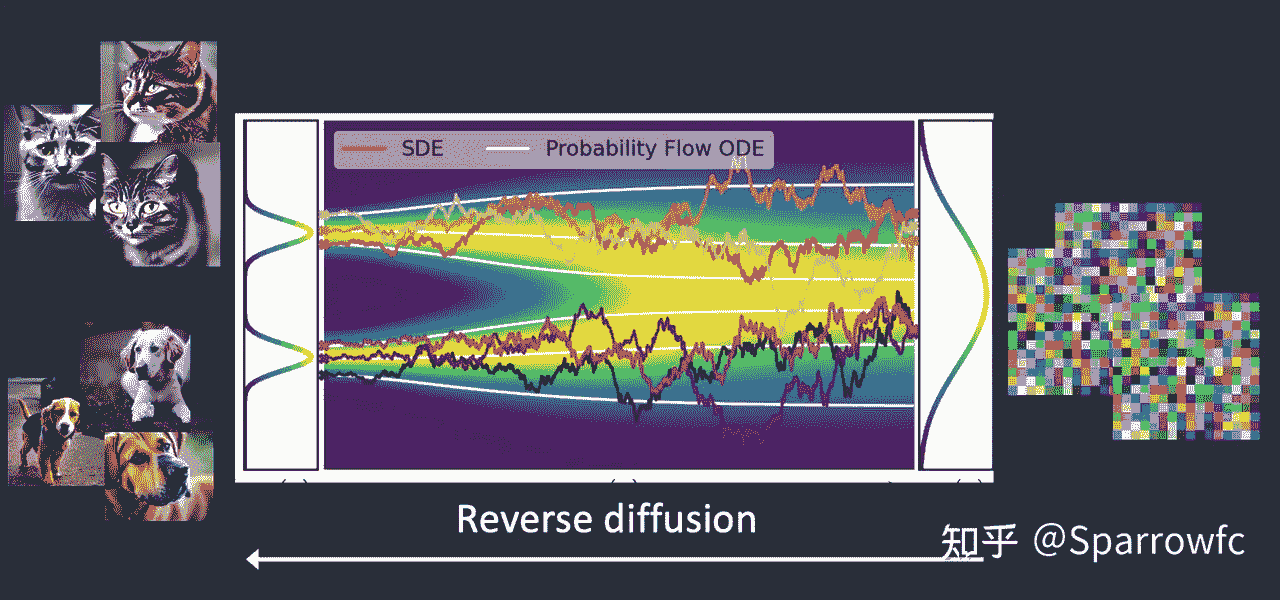 SDE
Probability Flow ODE
Reverse diffusion
知乎 @Sparrowfc